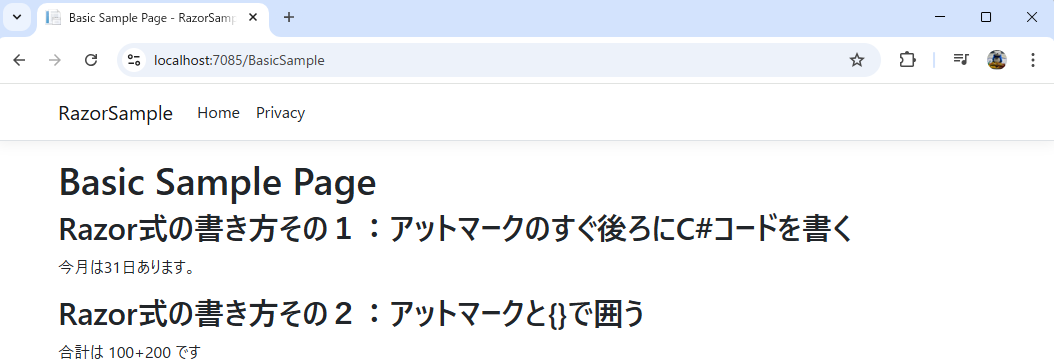 Basic Sample Page - RazorSamp
localhost:7085/BasicSample
RazorSample Home Privacy
Basic Sample Page
Razor式の書き方その１：アットマークのすぐ後ろにC#コードを書く
今月は31日あります。
Razor式の書き方その２：アットマークと{}で囲う
合計は 100+200 です